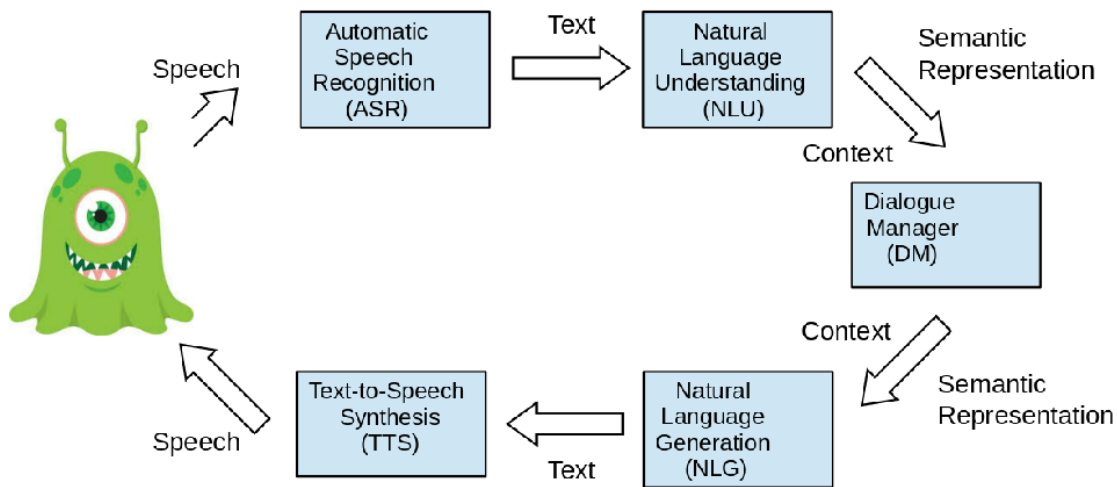 Speech
Automatic
Speech
Recognition
(ASR)
Text
Natural
Language
Understanding
(NLU)
Semantic
Representation
Context
Dialogue
Manager
(DM)
Context
Semantic
Representation
Natural
Language
Generation
(NLG)
Text
Text-to-Speech
Synthesis
(TTS)
Speech